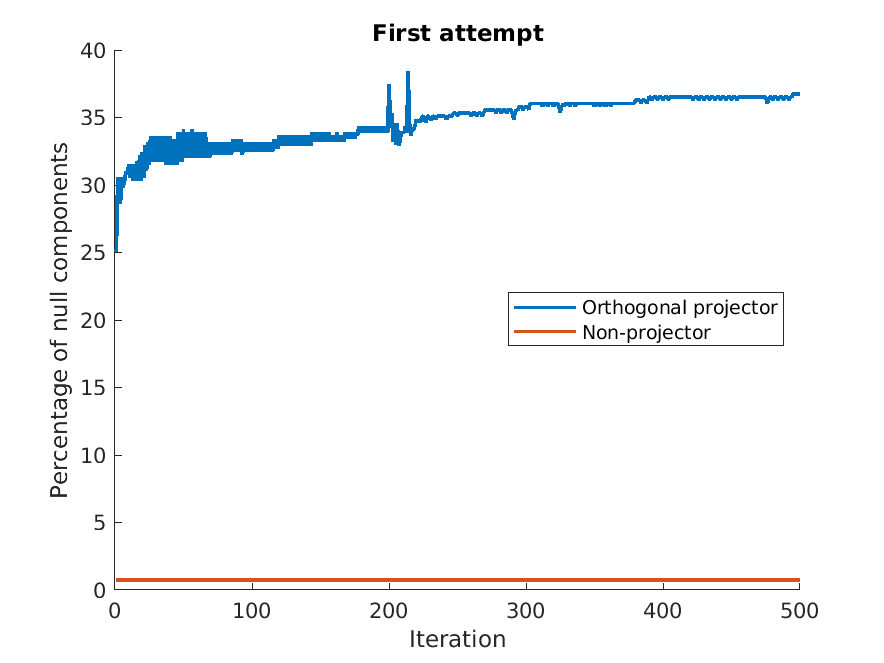 First attempt
Percentage of null components
40
35
30
25
20
15
10
5
0
Orthogonal projector
Non-projector
0 100 200 300 400 500
Iteration